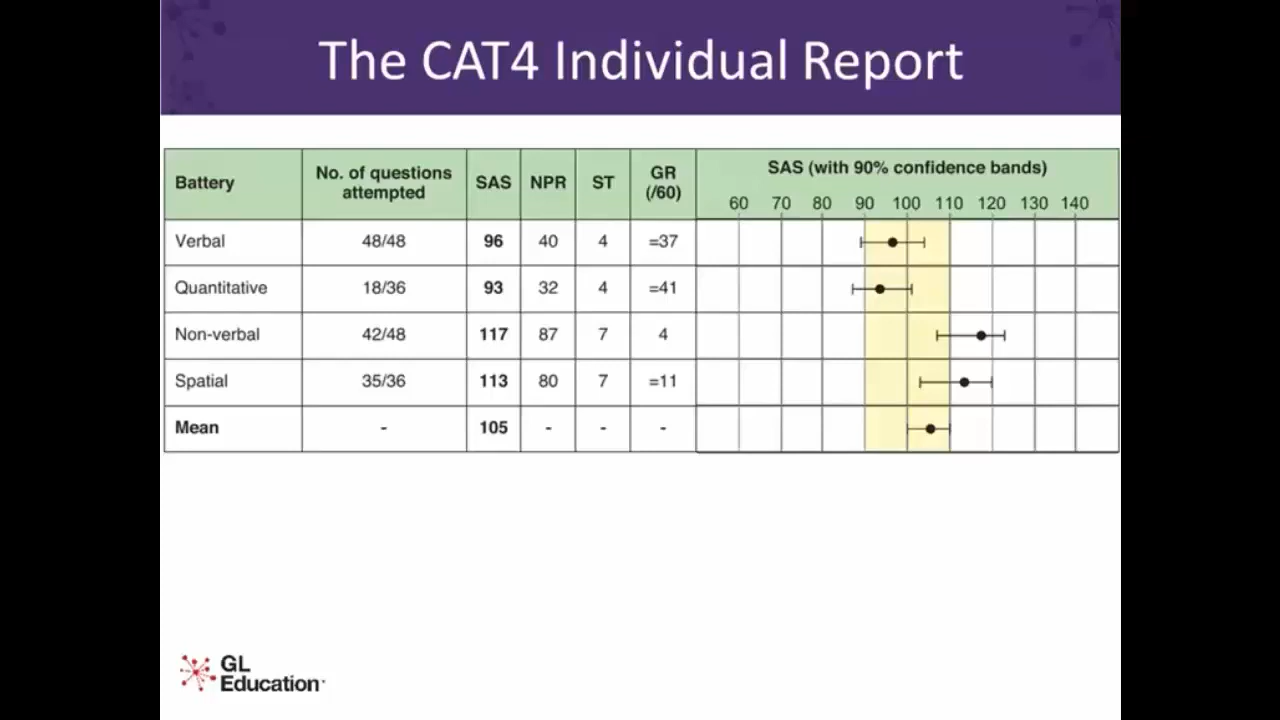 The CAT4 Individual Report
Battery No. of questions attempted SAS NPR ST GR (/60) SAS (with 90% confidence bands)
60 70 80 90 100 110 120 130 140
Verbal 48/48 96 40 4 =37
Quantitative 18/36 93 32 4 =41
Non-verbal 42/48 117 87 7 4
Spatial 35/36 113 80 7 =11
Mean - 105 - - -
GL
Education